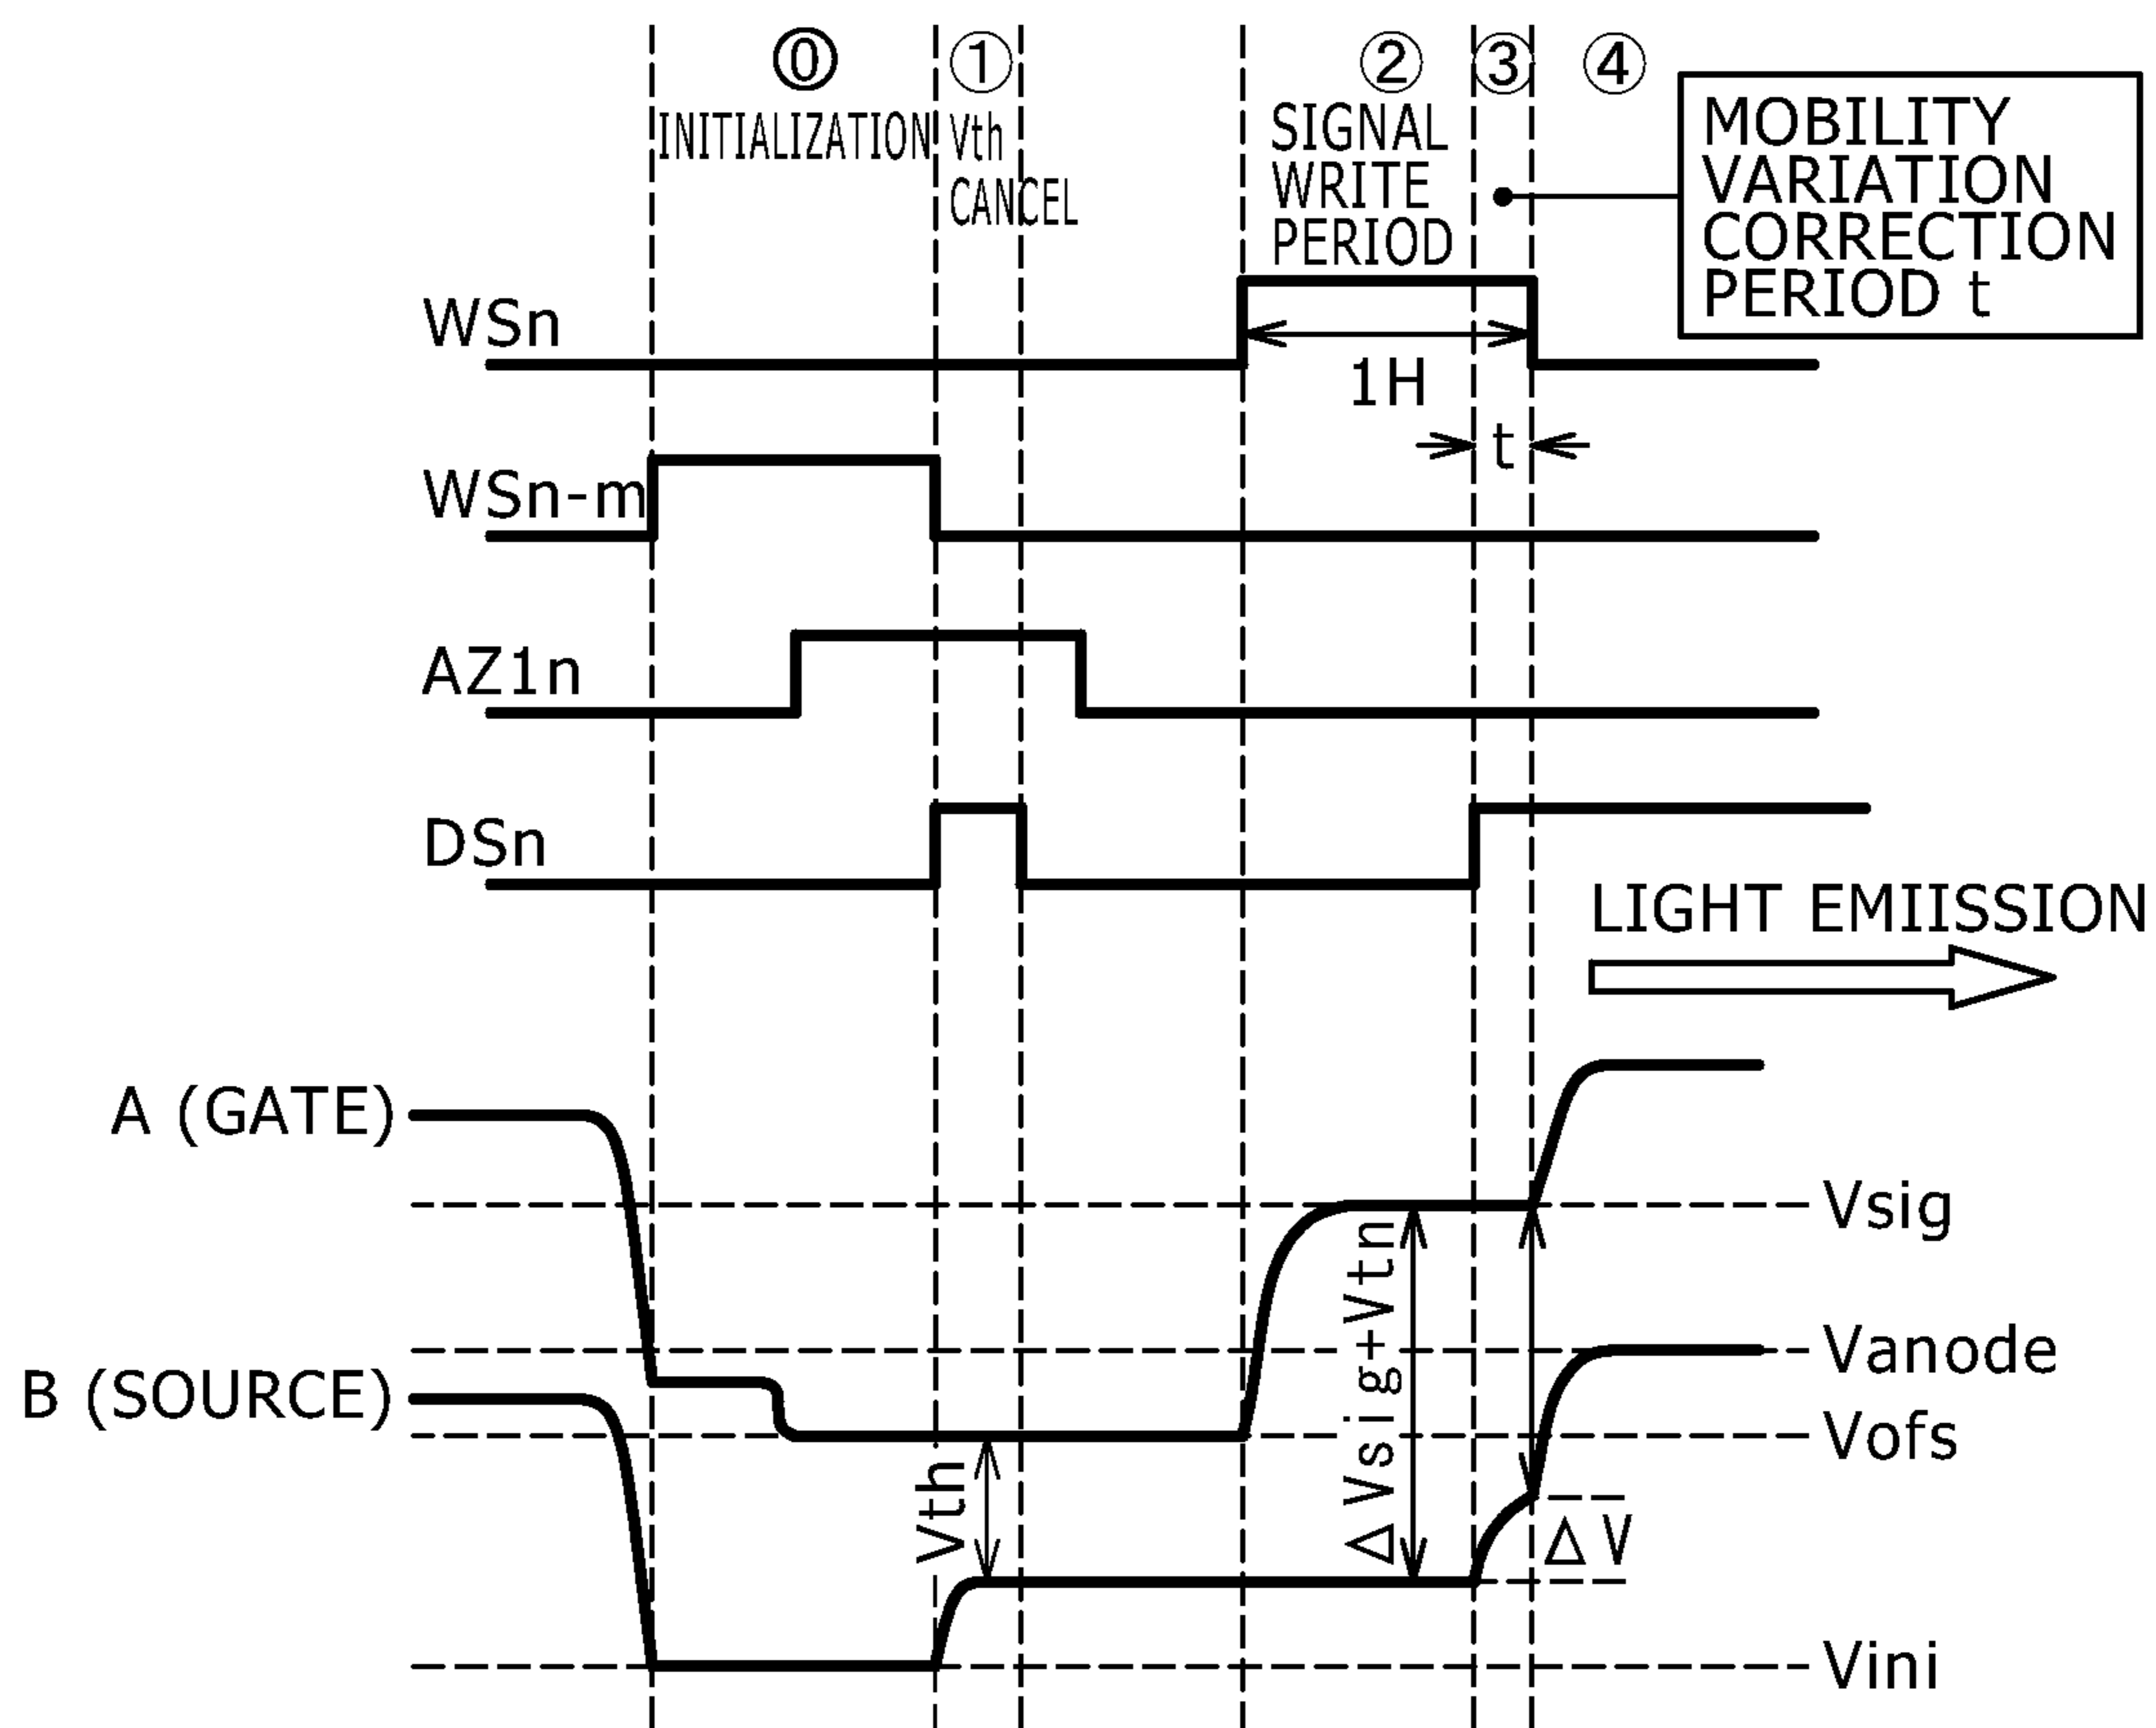 ⓪ ① ② ③ ④
INITIALIZATION
Vth
CANCEL
SIGNAL
WRITE
PERIOD
MOBILITY
VARIATION
CORRECTION
PERIOD t
WSn
1H
t
WSn-m
AZ1n
DSn
LIGHT EMIISSION
A (GATE)
Vsig
Vanode
B (SOURCE)
Vofs
Vth
ΔVsig+Vtn
ΔV
Vini